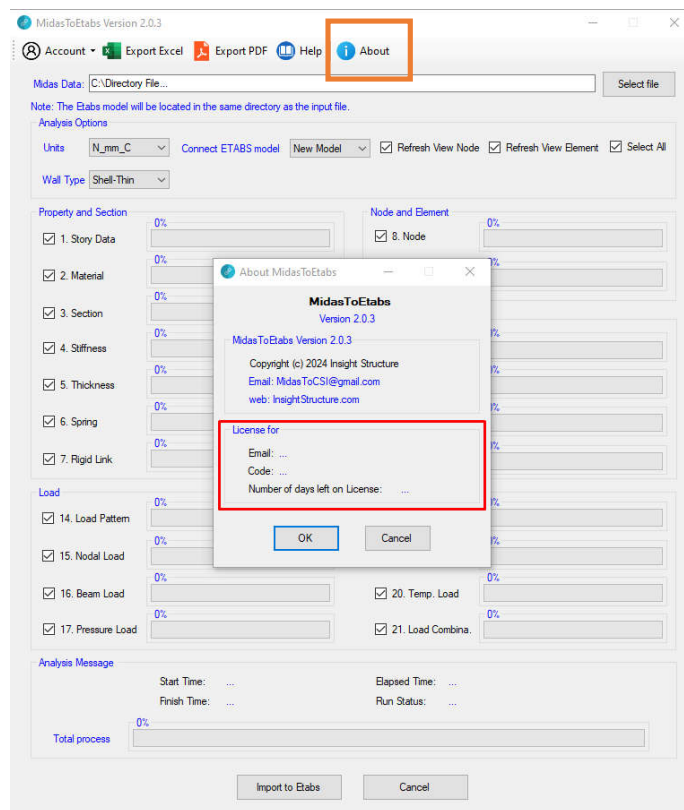 MidasToEtabs Version 2.0.3
Account Export Excel Export PDF Help About
Midas Data: C:\Directory File... Select file
Note: The Etabs model will be located in the same directory as the input file.
Analysis Options
Units N_mm_C Connect ETABS model New Model Refresh View Node Refresh View Element Select All
Wall Type Shell-Thin
Property and Section Node and Element
0% 0%
1. Story Data 8. Node
0%
2. Material
0%
3. Section
4. Stiffness
0%
5. Thickness
0%
6. Spring
0%
7. Rigid Link
About MidasToEtabs
MidasToEtabs
Version 2.0.3
MidasToEtabs Version 2.0.3
Copyright (c) 2024 Insight Structure
Email: MidasToCSI@gmail.com
web: InsightStructure.com
License for
Email: ...
Code: ...
Number of days left on License: ...
OK Cancel
Load
0%
14. Load Pattern
0%
15. Nodal Load
0% 0%
16. Beam Load 20. Temp. Load
0% 0%
17. Pressure Load 21. Load Combina.
Analysis Message
Start Time: ... Elapsed Time: ...
Finish Time: ... Run Status: ...
0%
Total process
Import to Etabs Cancel